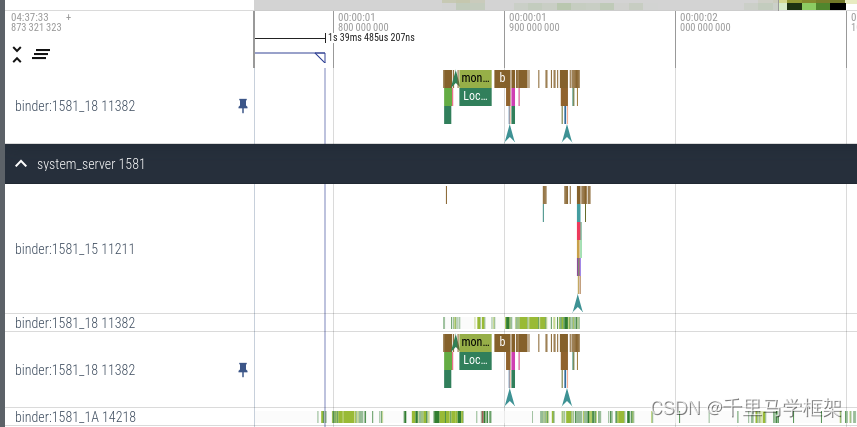 04:37:33 +
873 321 323
00:00:01
800 000 000
00:00:01
900 000 000
00:00:02
000 000 000
1s 39ms 485us 207ns
binder:1581_18 11382
mon...
b
Loc...
system_server 1581
binder:1581_15 11211
binder:1581_18 11382
binder:1581_18 11382
mon...
b
Loc...
binder:1581_1A 14218
CSDN @千里马学框架